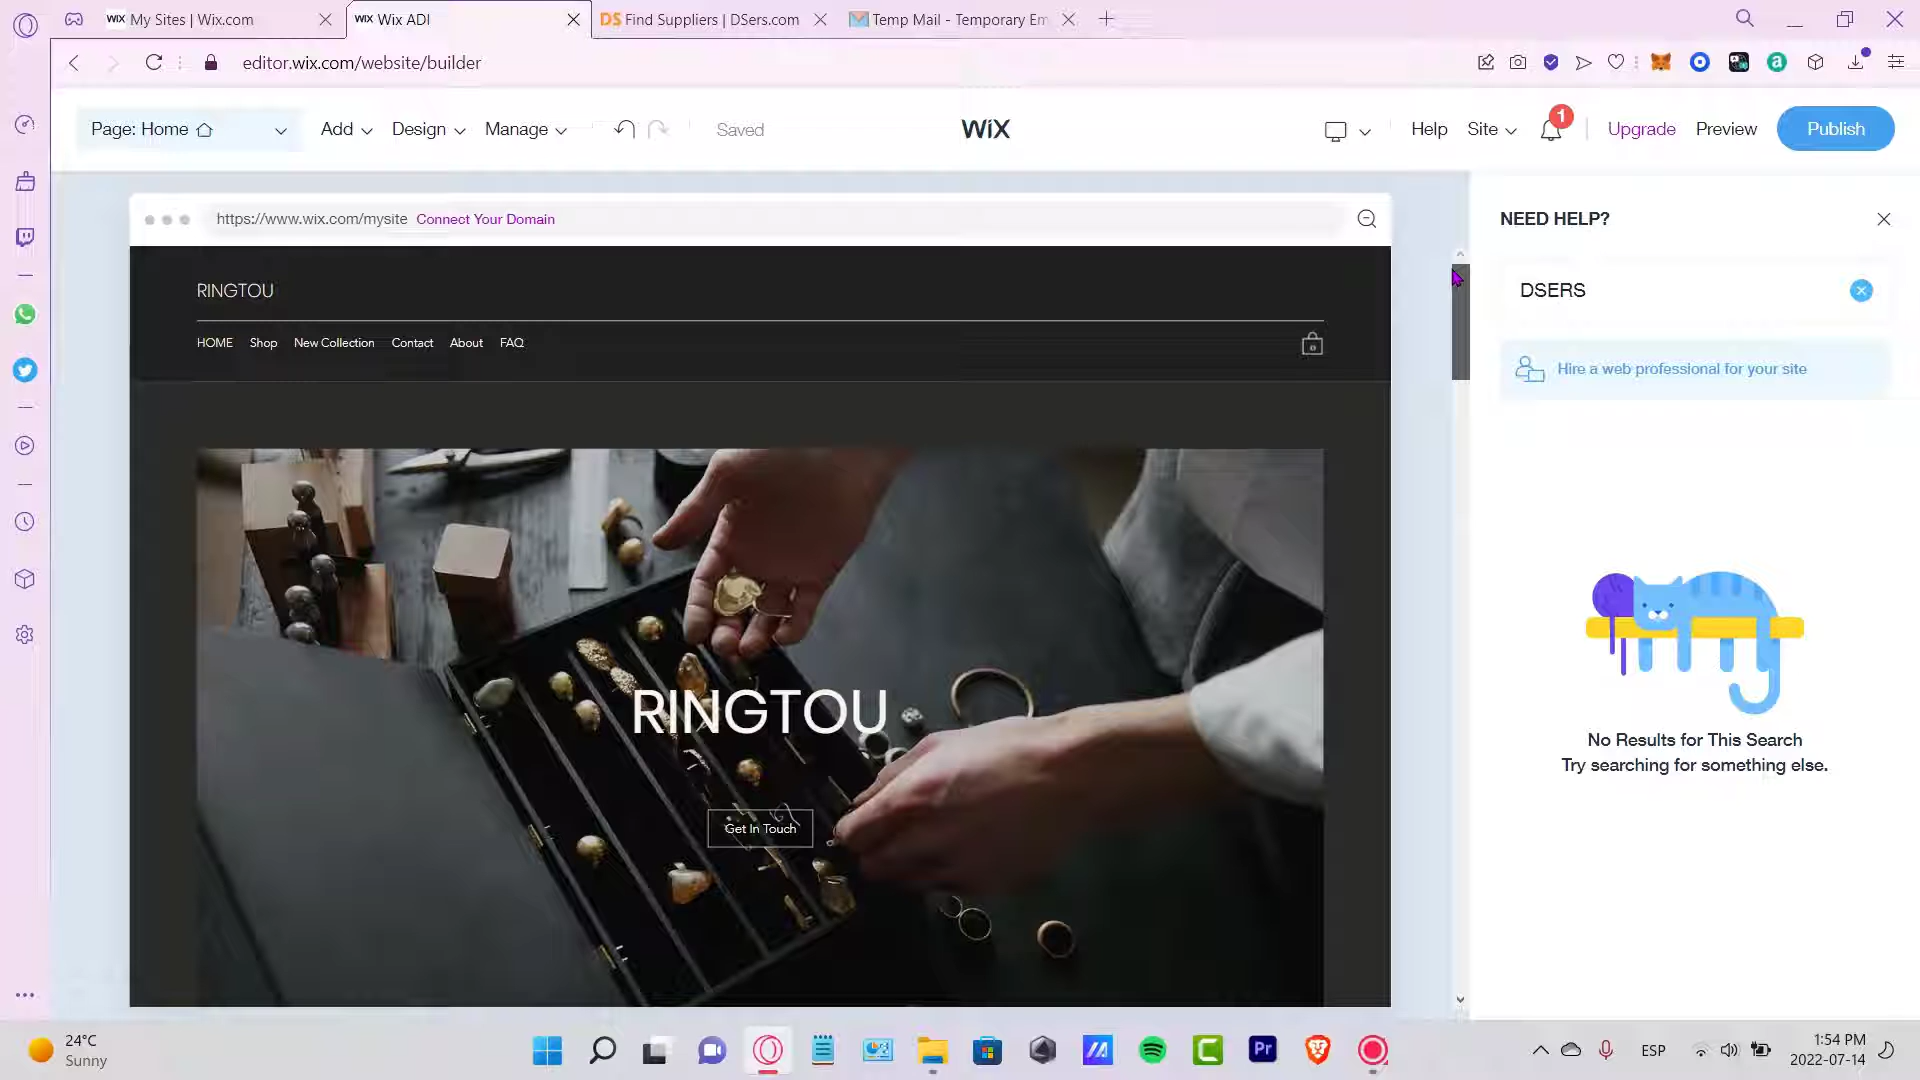 WIX My Sites | Wix.com
WIX Wix ADI
DS Find Suppliers | DSers.com
Temp Mail - Temporary Em
editor.wix.com/website/builder
Page: Home
Add
Design
Manage
Saved
WiX
Help
Site
1
Upgrade
Preview
Publish
https://www.wix.com/mysite Connect Your Domain
NEED HELP?
DSERS
Hire a web professional for your site
No Results for This Search
Try searching for something else.
RINGTOU
HOME
Shop
New Collection
Contact
About
FAQ
0
RINGTOU
Get In Touch
24°C
Sunny
Pr
ESP
1:54 PM
2022-07-14